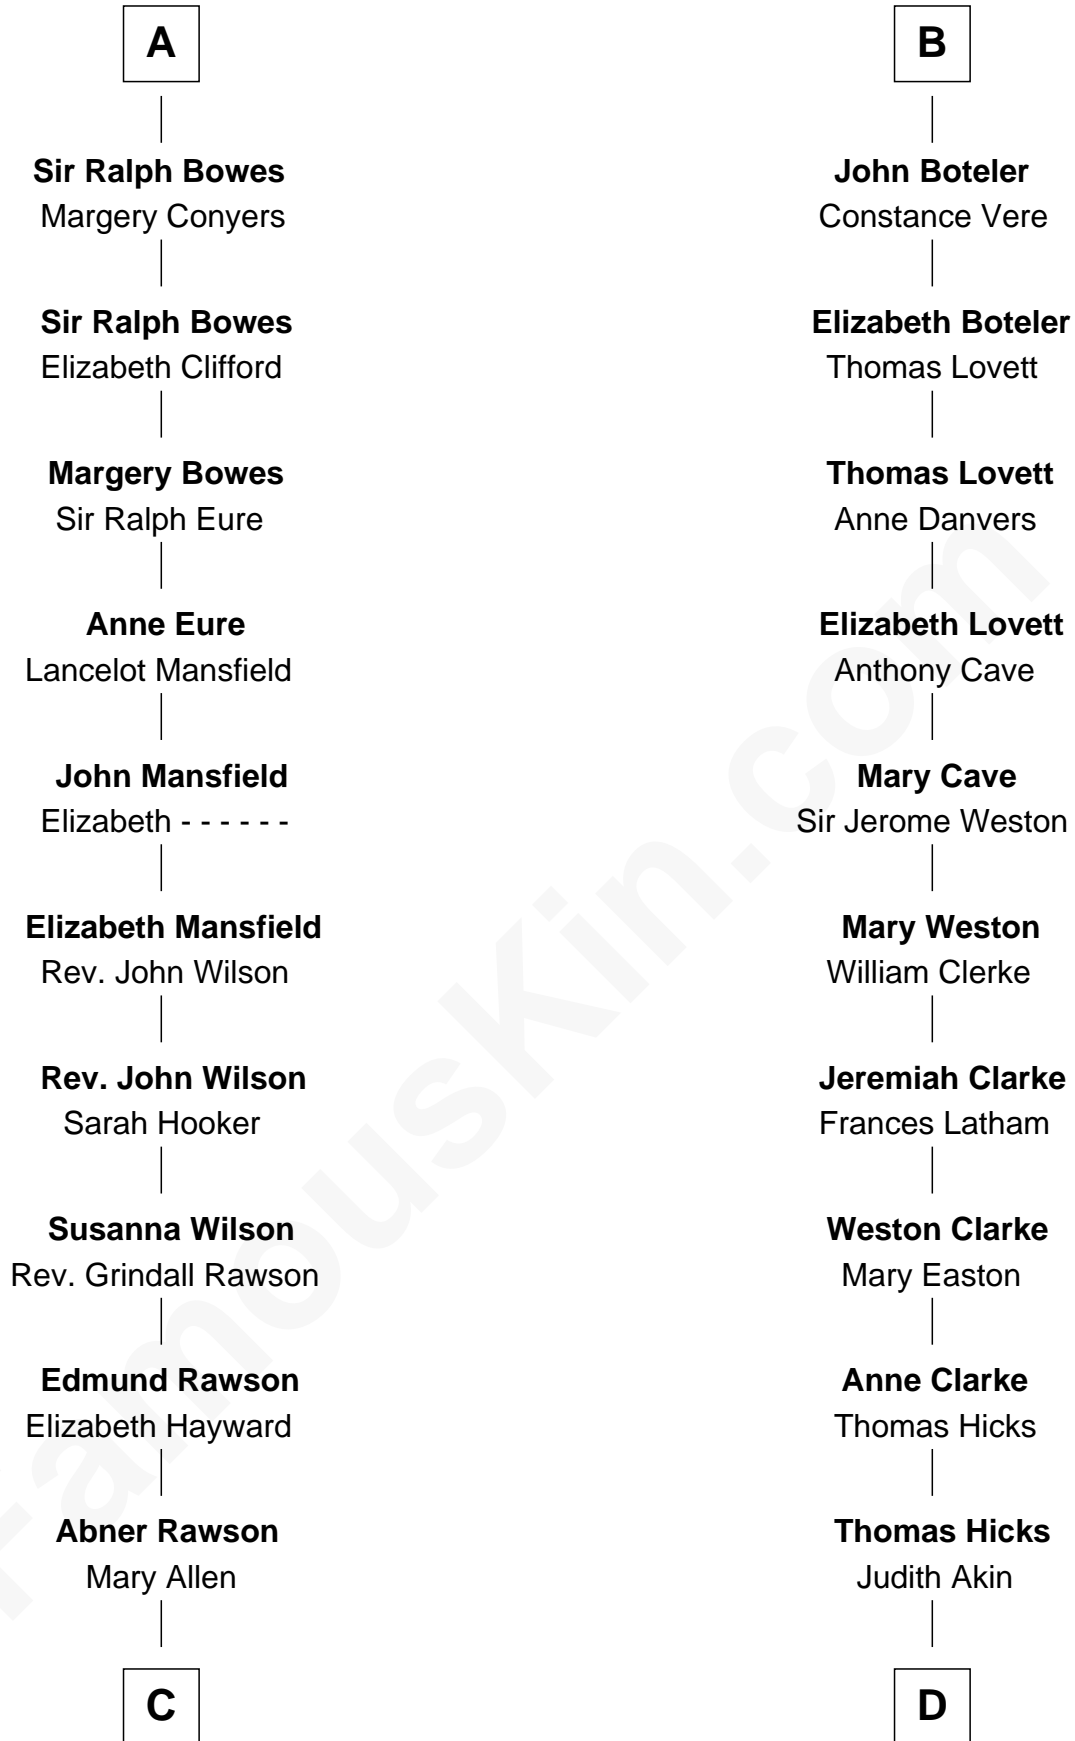 A
Sir Ralph Bowes
Margery Conyers
Sir Ralph Bowes
Elizabeth Clifford
Margery Bowes
Sir Ralph Eure
Anne Eure
Lancelot Mansfield
John Mansfield
Elizabeth - - - - - -
Elizabeth Mansfield
Rev. John Wilson
Rev. John Wilson
Sarah Hooker
Susanna Wilson
Rev. Grindall Rawson
Edmund Rawson
Elizabeth Hayward
Abner Rawson
Mary Allen
C
B
John Boteler
Constance Vere
Elizabeth Boteler
Thomas Lovett
Thomas Lovett
Anne Danvers
Elizabeth Lovett
Anthony Cave
Mary Cave
Sir Jerome Weston
Mary Weston
William Clerke
Jeremiah Clarke
Frances Latham
Weston Clarke
Mary Easton
Anne Clarke
Thomas Hicks
Thomas Hicks
Judith Akin
D
FamousKin.com